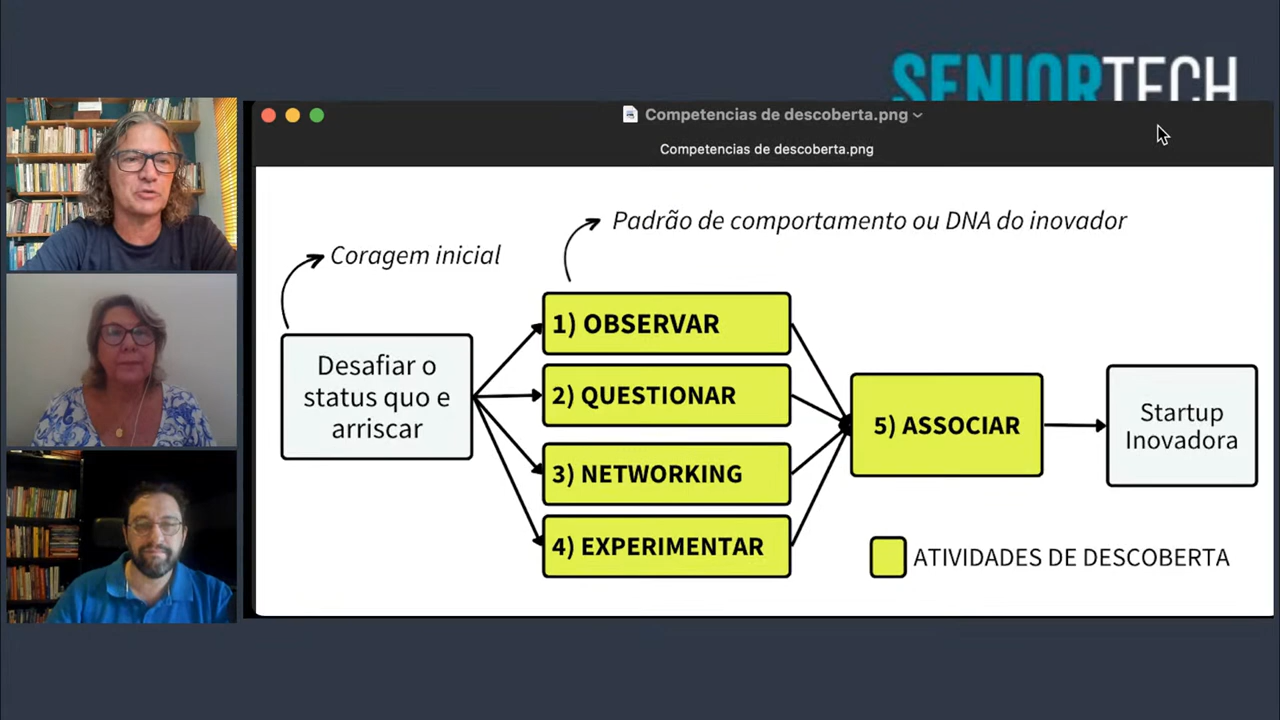 SENIORTECH
Competencias de descoberta.png
Competencias de descoberta.png
Padrão de comportamento ou DNA do inovador
Coragem inicial
Desafiar o
status quo e
arriscar
1) OBSERVAR
2) QUESTIONAR
3) NETWORKING
4) EXPERIMENTAR
5) ASSOCIAR
Startup
Inovadora
ATIVIDADES DE DESCOBERTA